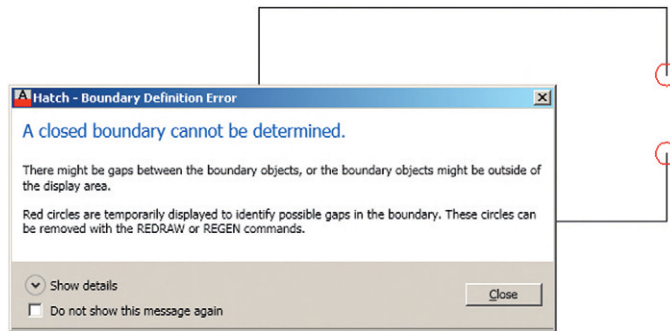 Hatch - Boundary Definition Error
A closed boundary cannot be determined.
There might be gaps between the boundary objects, or the boundary objects might be outside of
the display area.
Red circles are temporarily displayed to identify possible gaps in the boundary. These circles can
be removed with the REDRAW or REGEN commands.
Show details
Do not show this message again
Close